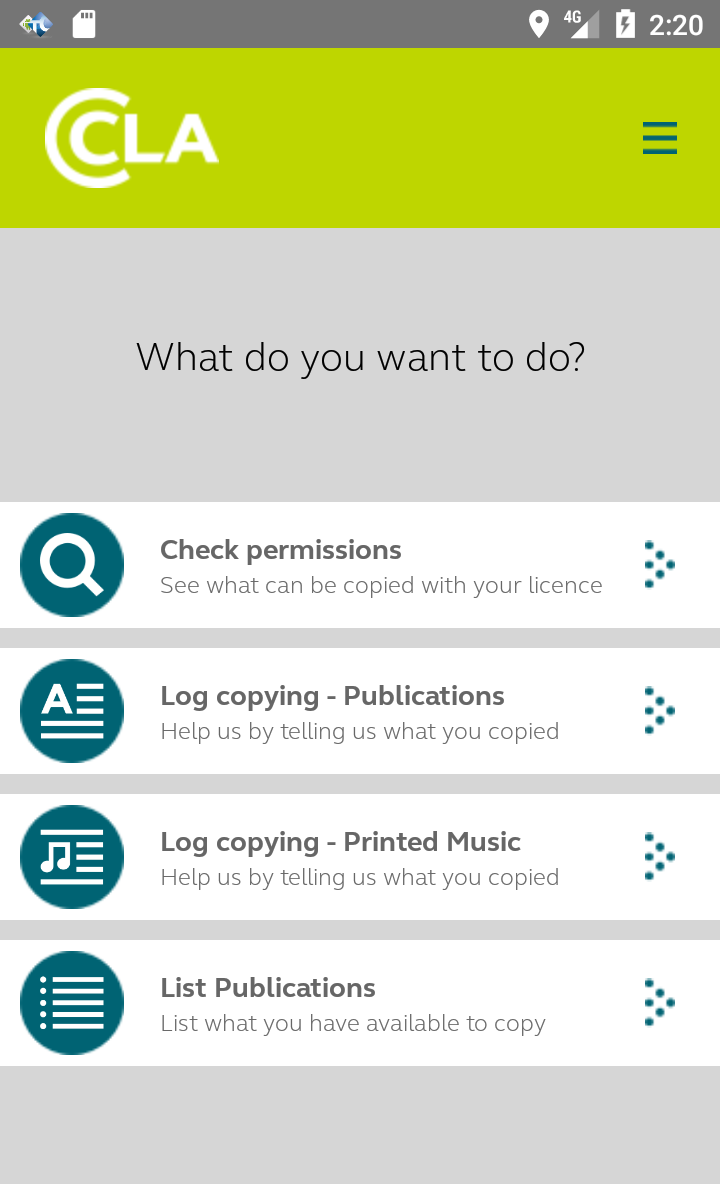 4G 2:20
CLA
What do you want to do?
Check permissions
See what can be copied with your licence
Log copying - Publications
Help us by telling us what you copied
Log copying - Printed Music
Help us by telling us what you copied
List Publications
List what you have available to copy